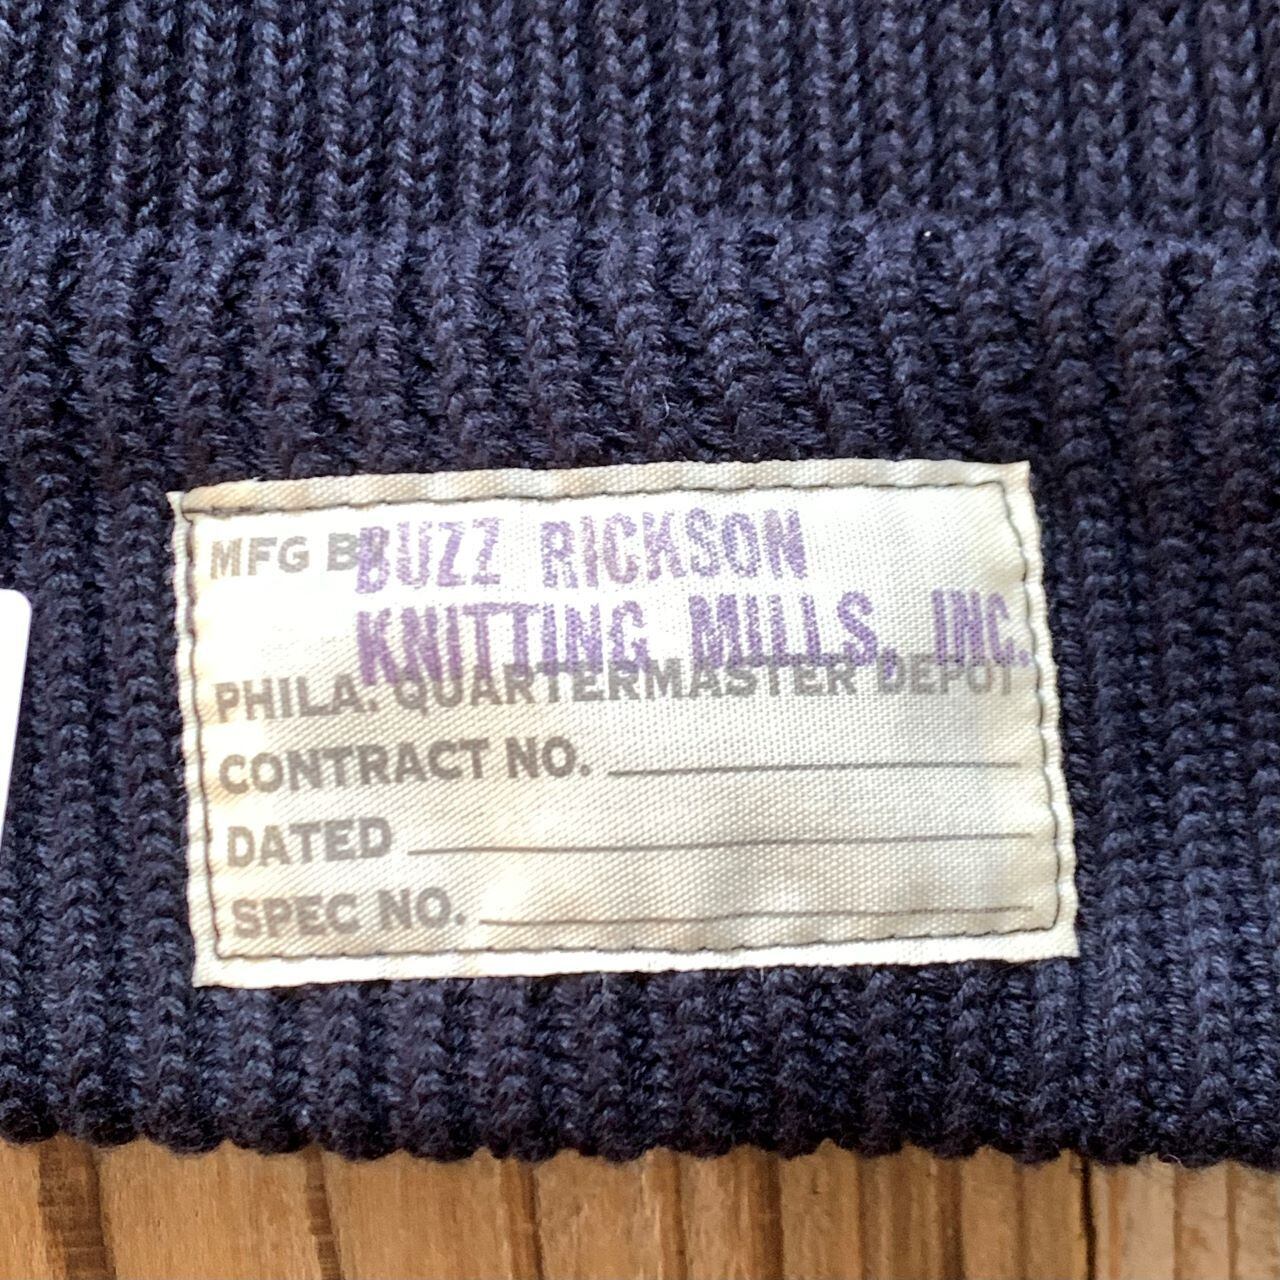 MFG BY BUZZ RICKSON
KNITTING MILLS, INC.
PHILA. QUARTERMASTER DEPOT
CONTRACT NO.
DATED
SPEC NO.